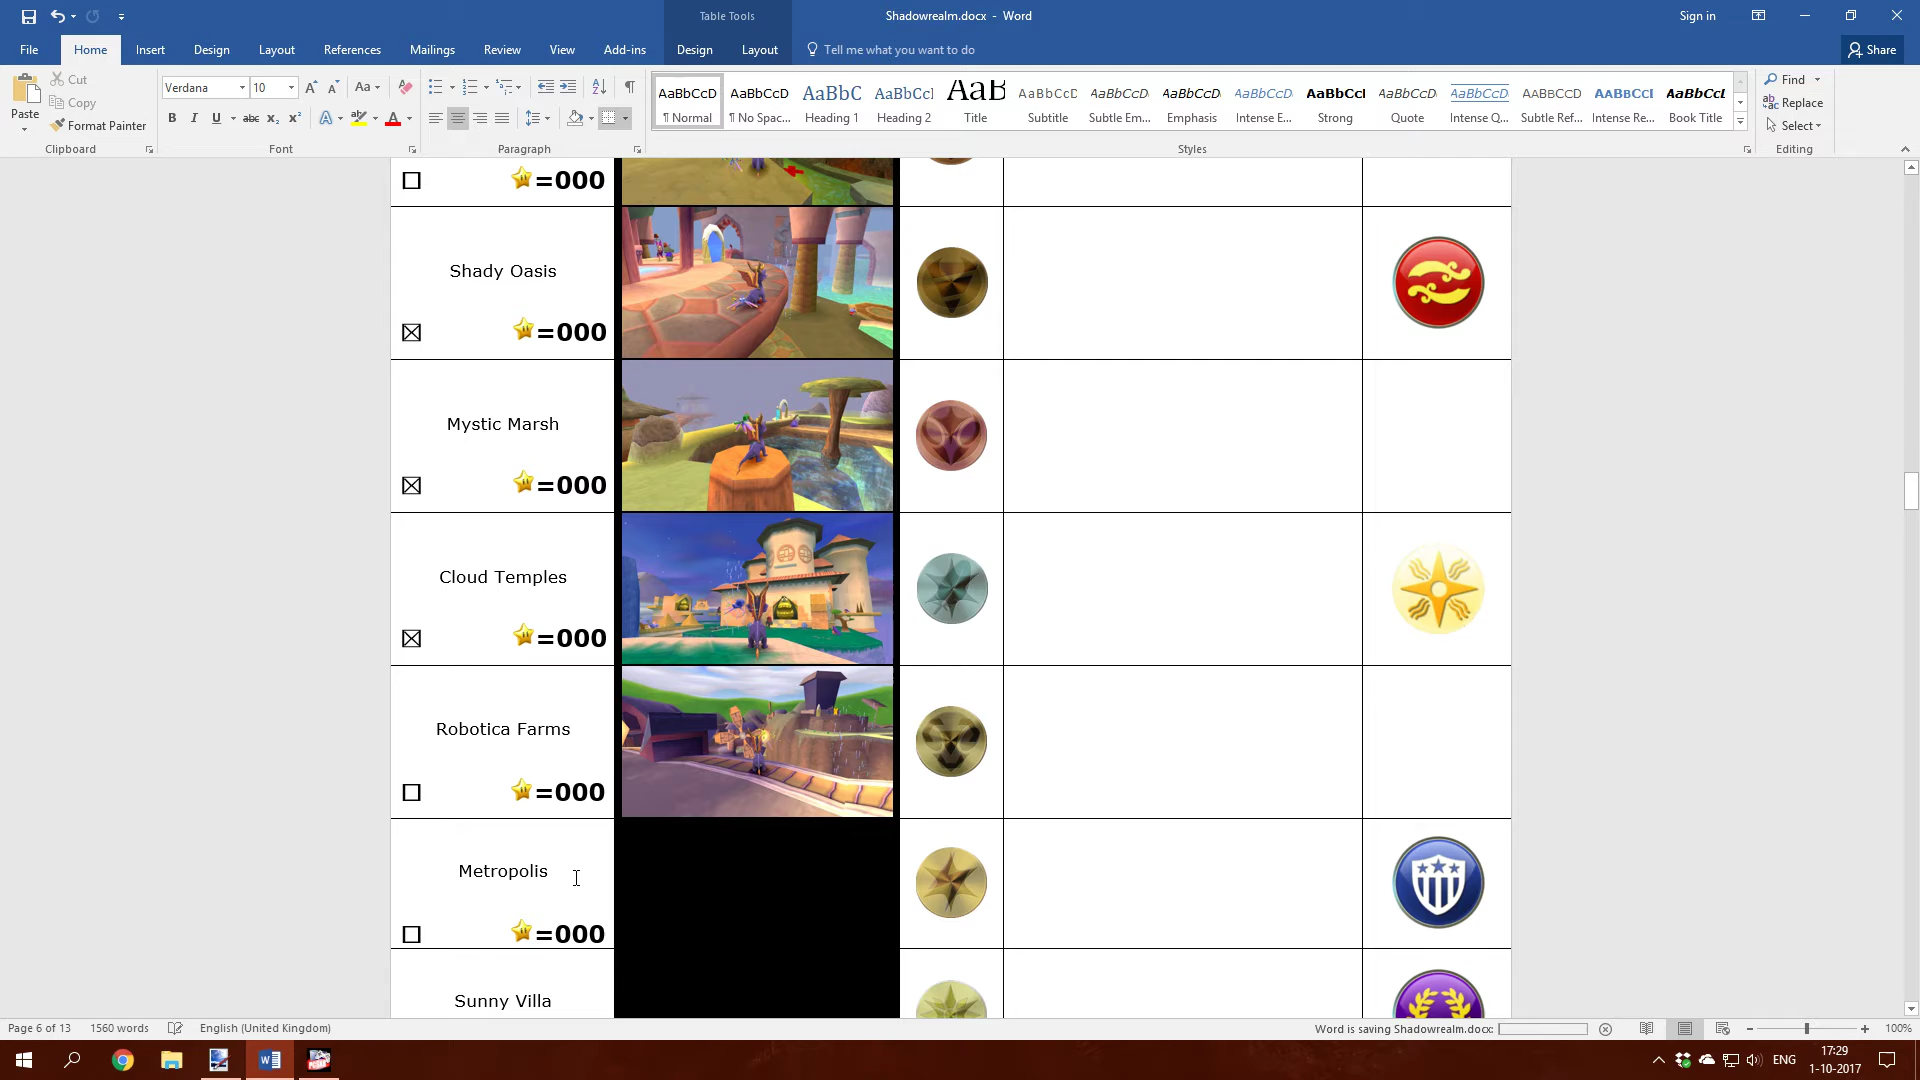 Table Tools
Shadowrealm.docx - Word
Sign in
File
Home
Insert
Design
Layout
References
Mailings
Review
View
Add-ins
Design
Layout
Tell me what you want to do
Share
Paste
Cut
Copy
Format Painter
Clipboard
Verdana
10
Aa
B I U abc x₂ x²
A
A
Font
Paragraph
AaBbCcD
¶ Normal
AaBbCcD
¶ No Spac...
AaBbC
Heading 1
AaBbCcI
Heading 2
AaB
Title
AaBbCcD
Subtitle
AaBbCcD
Subtle Em...
AaBbCcD
Emphasis
AaBbCcD
Intense E...
AaBbCcI
Strong
AaBbCcD
Quote
AaBbCcD
Intense Q...
AABBCCD
Subtle Ref...
AABBCCI
Intense Re...
AaBbCcL
Book Title
Styles
Find
Replace
Select
Editing
=000
Shady Oasis
=000
Mystic Marsh
=000
Cloud Temples
=000
Robotica Farms
=000
Metropolis
=000
Sunny Villa
Page 6 of 13
1560 words
English (United Kingdom)
Word is saving Shadowrealm.docx:
100%
ENG
17:29
1-10-2017